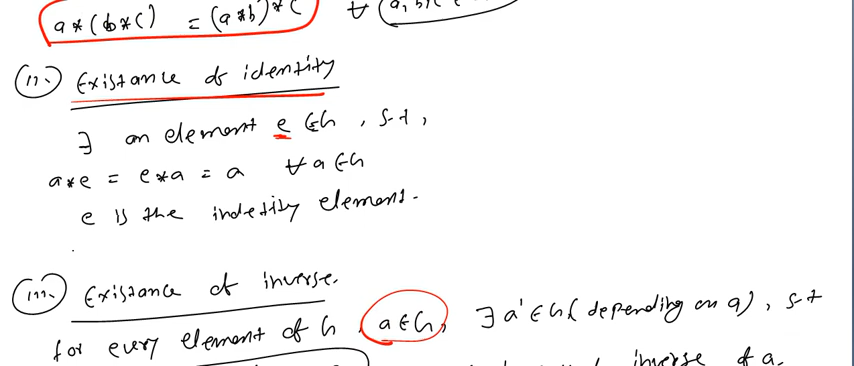 a*(b*c) = (a*b)*c ∀ (a, b, c
(ii.) Existance of identity
∃ an element e ∈ G, s-t,
a*e = e*a = a ∀ a ∈ G
e is the indetity element.
(iii.) Existance of inverse.
for every element of G, a ∈ G, ∃ a' ∈ G (depending on a), s-t
inverse of a.